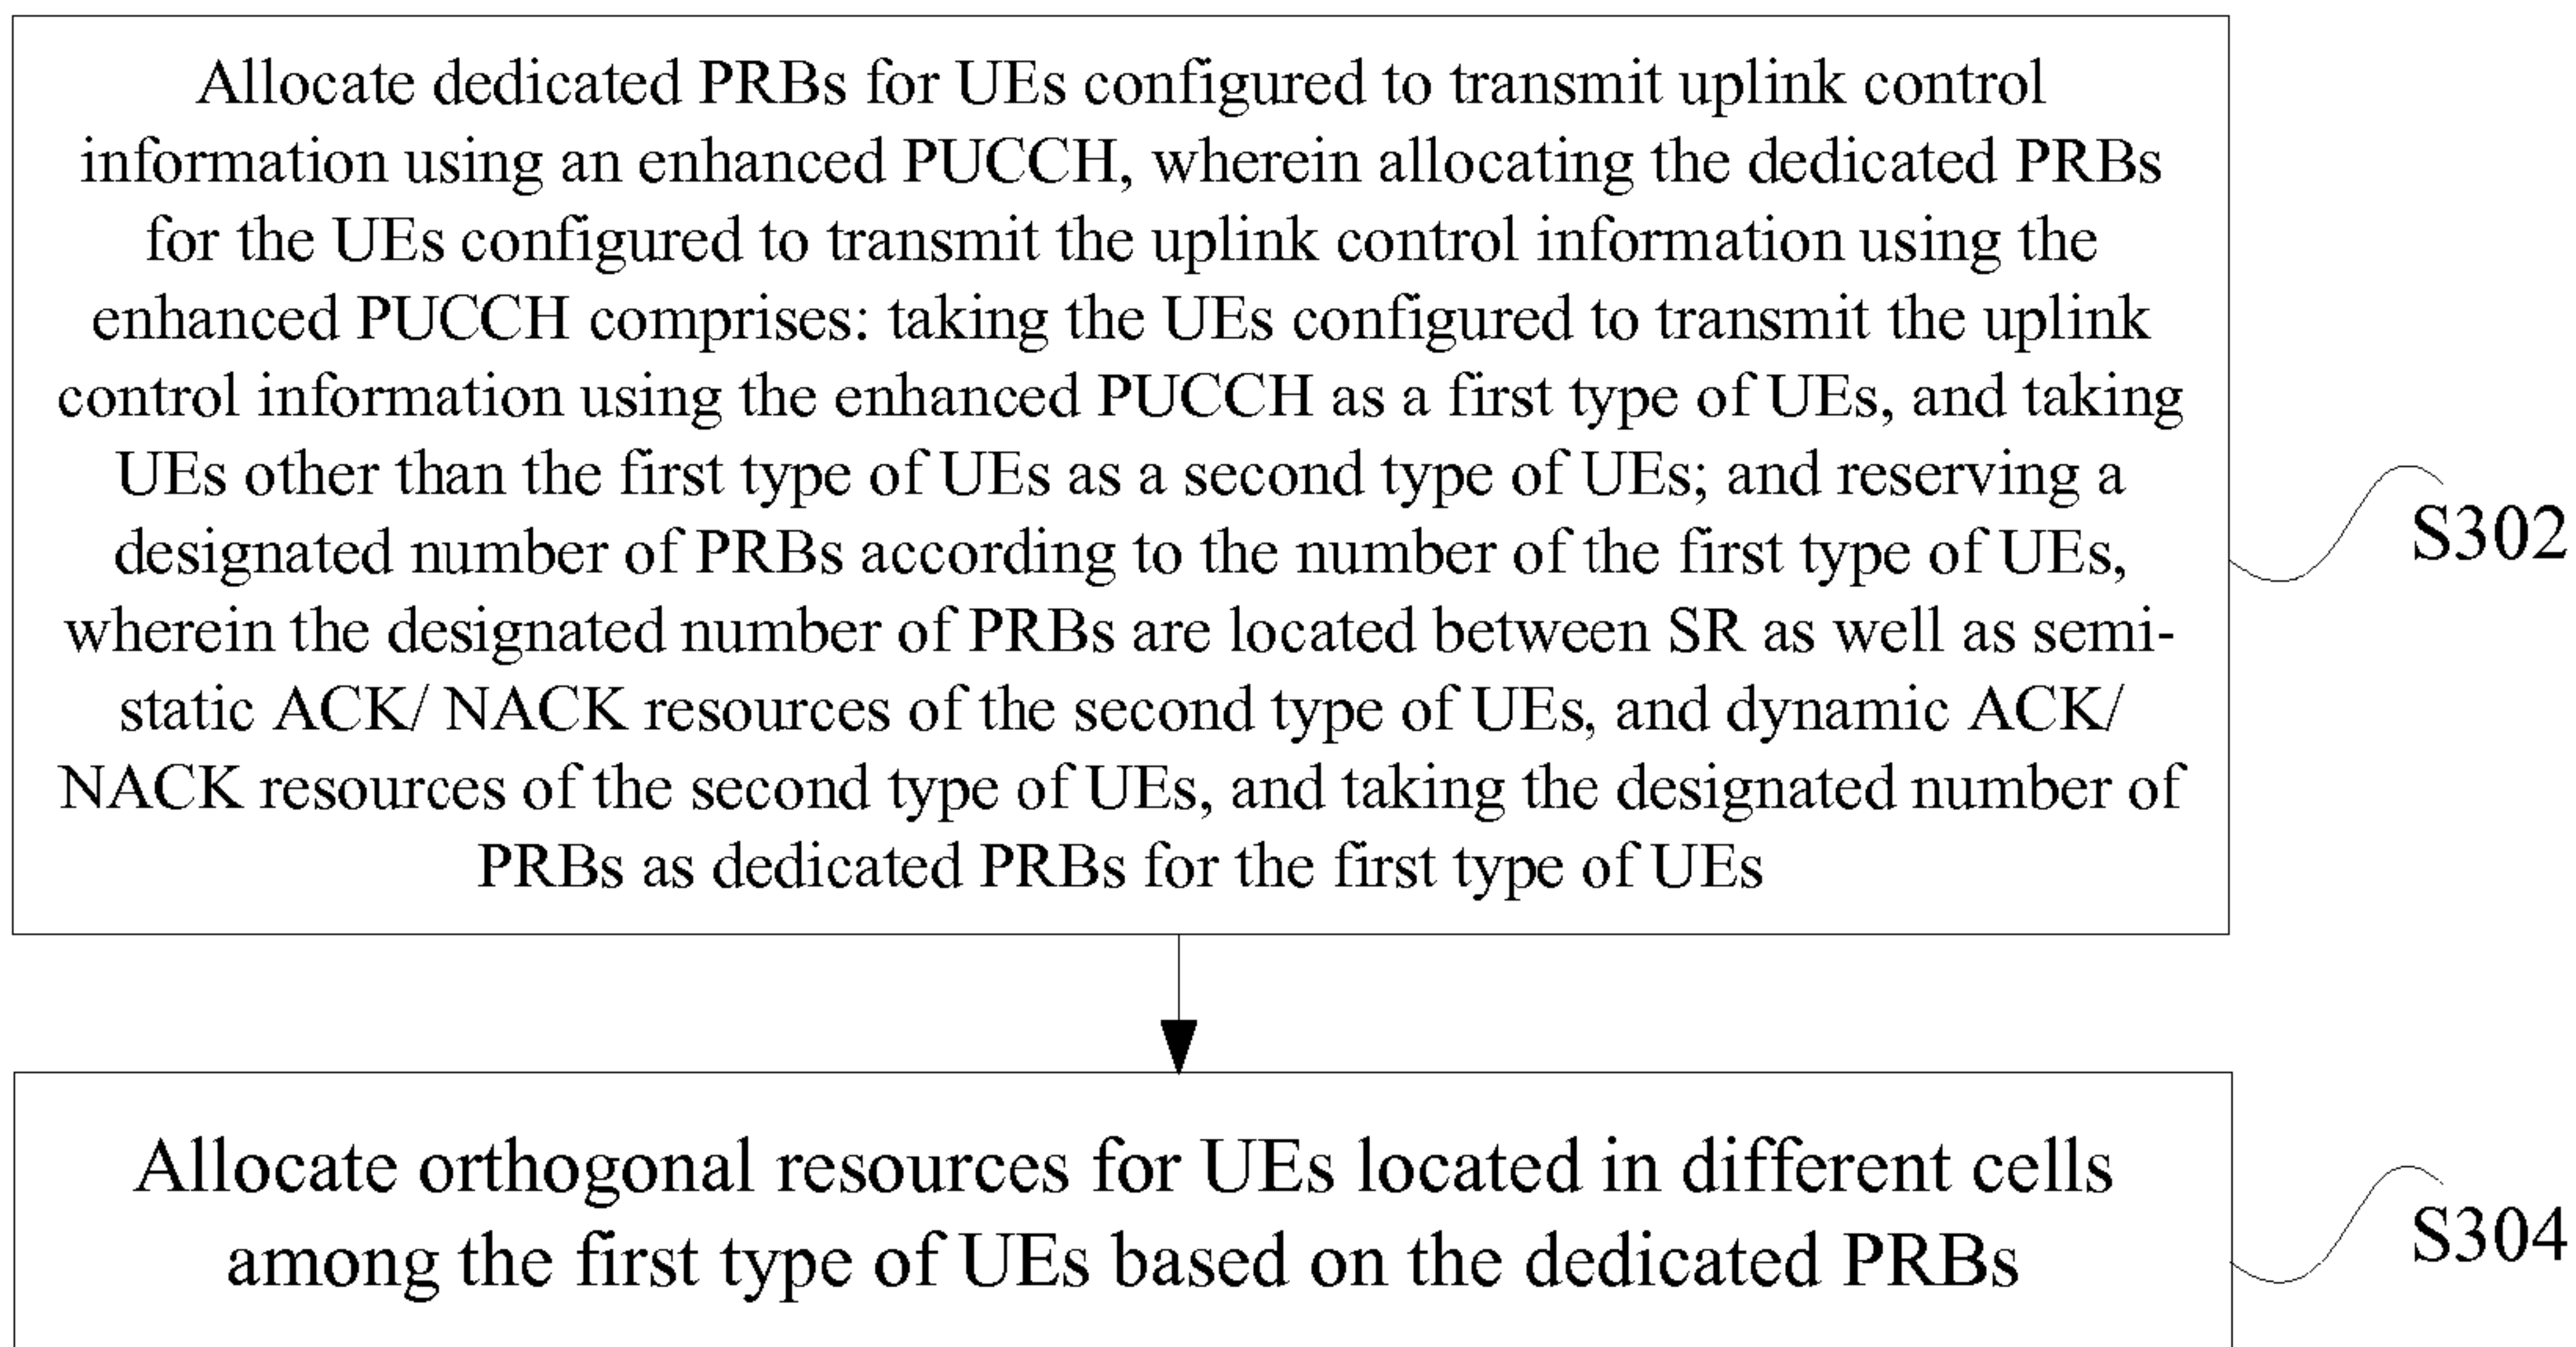 Allocate dedicated PRBs for UEs configured to transmit uplink control
information using an enhanced PUCCH, wherein allocating the dedicated PRBs
for the UEs configured to transmit the uplink control information using the
enhanced PUCCH comprises: taking the UEs configured to transmit the uplink
control information using the enhanced PUCCH as a first type of UEs, and taking
UEs other than the first type of UEs as a second type of UEs; and reserving a
designated number of PRBs according to the number of the first type of UEs,
wherein the designated number of PRBs are located between SR as well as semi-
static ACK/ NACK resources of the second type of UEs, and dynamic ACK/
NACK resources of the second type of UEs, and taking the designated number of
PRBs as dedicated PRBs for the first type of UEs
S302
Allocate orthogonal resources for UEs located in different cells
among the first type of UEs based on the dedicated PRBs
S304